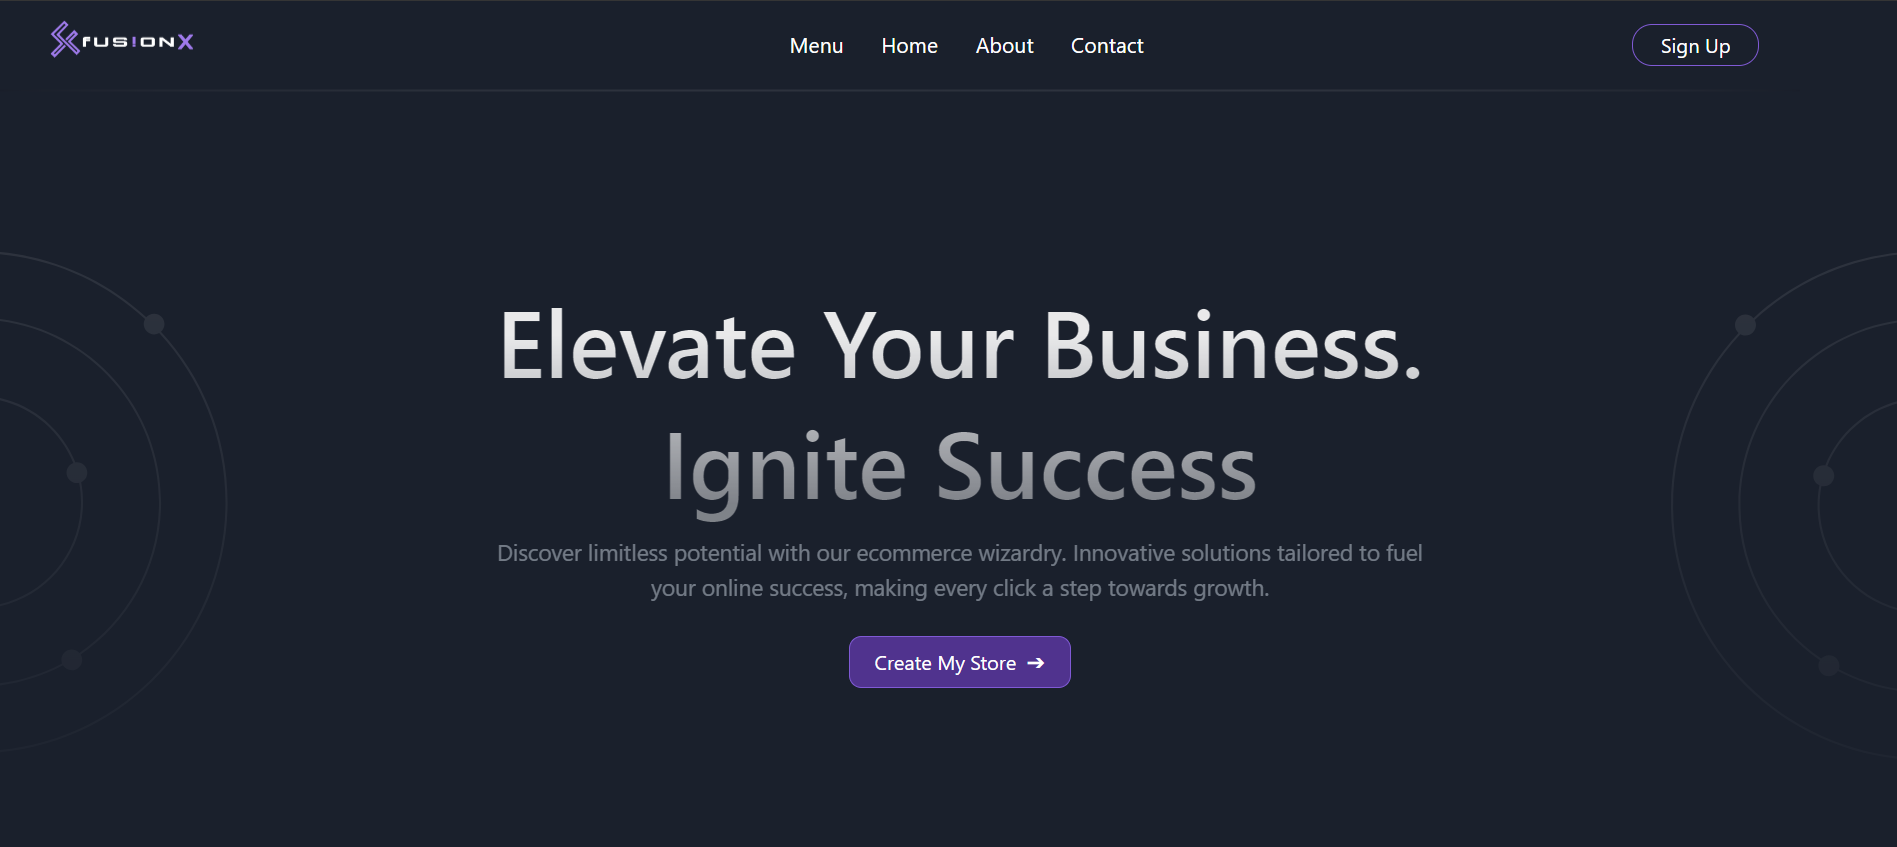 fusionX
Menu Home About Contact
Sign Up
Elevate Your Business.
Ignite Success
Discover limitless potential with our ecommerce wizardry. Innovative solutions tailored to fuel
your online success, making every click a step towards growth.
Create My Store ➔